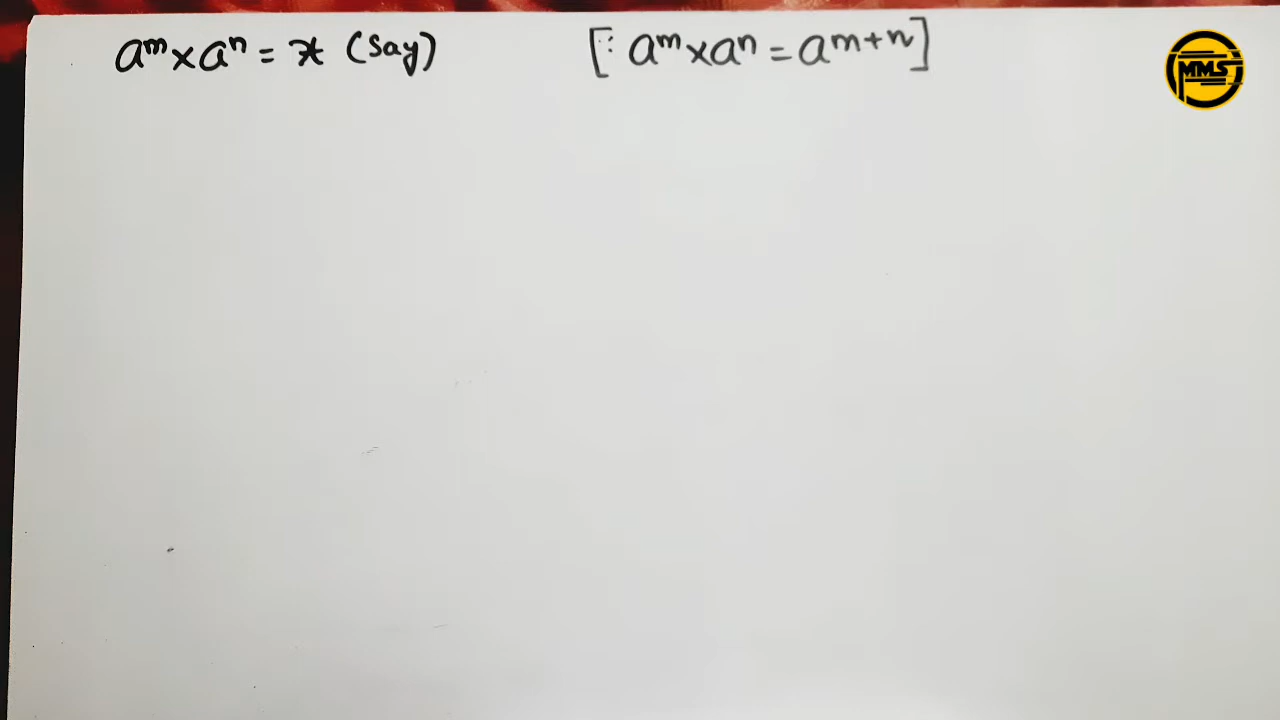 aᵐ × aⁿ = x (say) [∵ aᵐ × aⁿ = aᵐ⁺ⁿ]
MMS